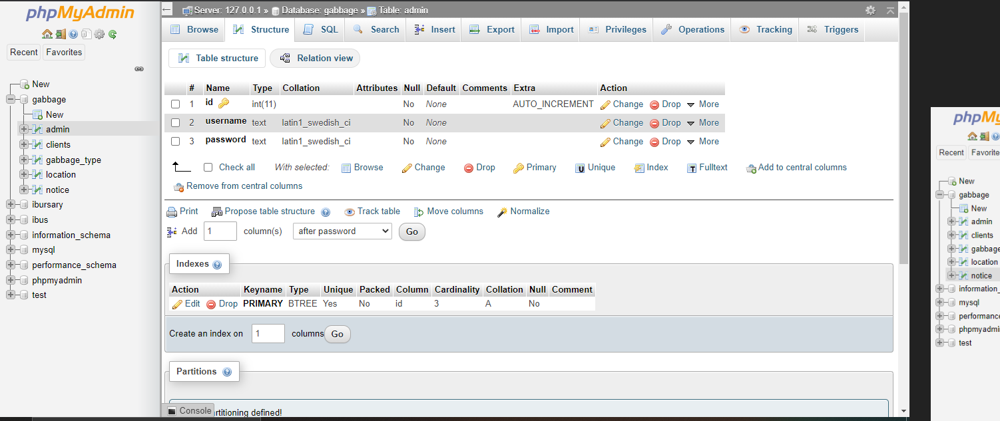 phpMyAdmin
Recent Favorites
New
gabbage
New
admin
clients
gabbage_type
location
notice
ibursary
ibus
information_schema
mysql
performance_schema
phpmyadmin
test
Server: 127.0.0.1 » Database: gabbage » Table: admin
Browse Structure SQL Search Insert Export Import Privileges Operations Tracking Triggers
Table structure Relation view
# Name Type Collation Attributes Null Default Comments Extra Action
1 id int(11) No None AUTO_INCREMENT Change Drop More
2 username text latin1_swedish_ci No None Change Drop More
3 password text latin1_swedish_ci No None Change Drop More
Check all With selected: Browse Change Drop Primary Unique Index Fulltext Add to central columns
Remove from central columns
Print Propose table structure Track table Move columns Normalize
Add 1 column(s) after password Go
Indexes
Action Keyname Type Unique Packed Column Cardinality Collation Null Comment
Edit Drop PRIMARY BTREE Yes No id 3 A No
Create an index on 1 columns Go
Partitions
Console
rtitioning defined!
phpMy
Recent Favorite
New
gabbage
New
admin
clients
gabbage
location
notice
information_
mysql
performance
phpmyadmi
test